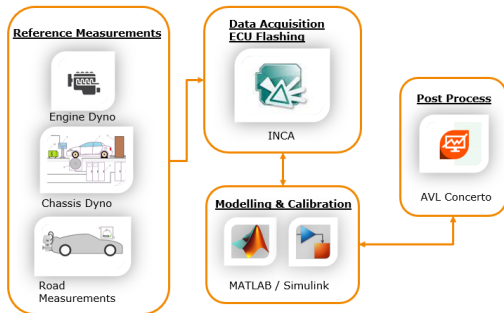 Reference Measurements
Engine Dyno
Chassis Dyno
Road
Measurements
Data Acquisition
ECU Flashing
INCA
Modelling & Calibration
MATLAB / Simulink
Post Process
AVL Concerto